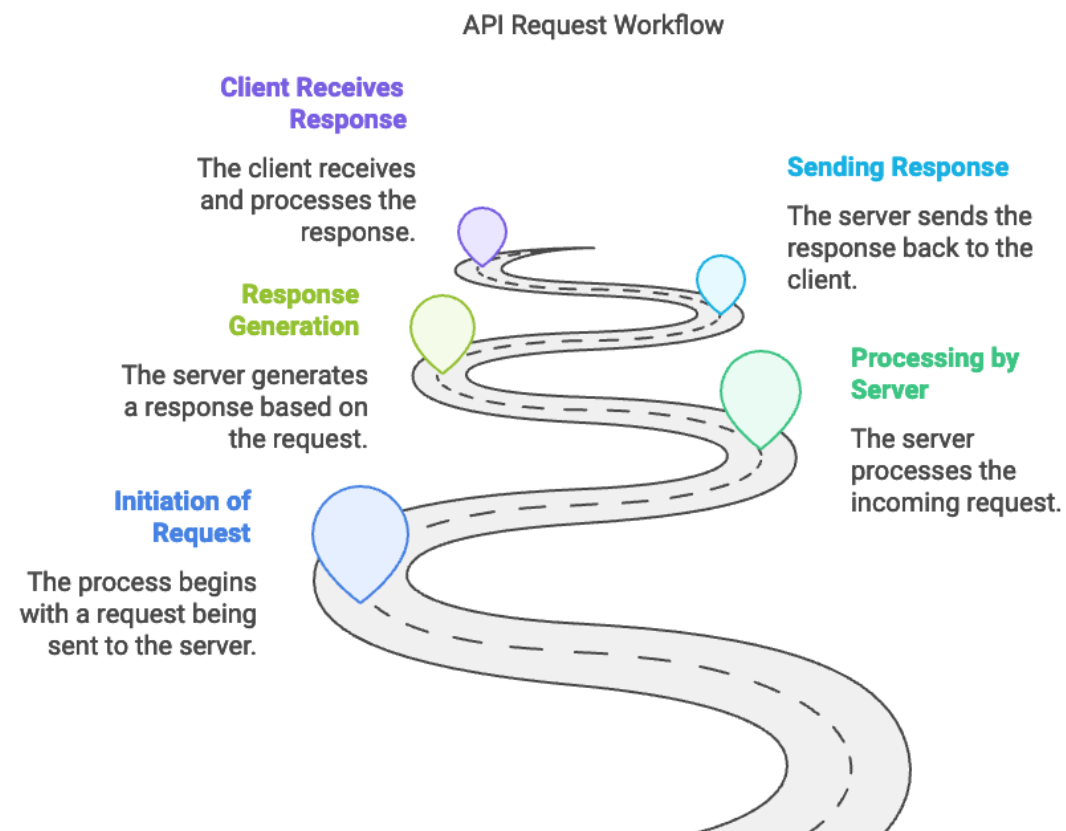 API Request Workflow
Client Receives
Response
The client receives
and processes the
response.
Sending Response
The server sends the
response back to the
client.
Response
Generation
The server generates
a response based on
the request.
Processing by
Server
The server
processes the
incoming request.
Initiation of
Request
The process begins
with a request being
sent to the server.